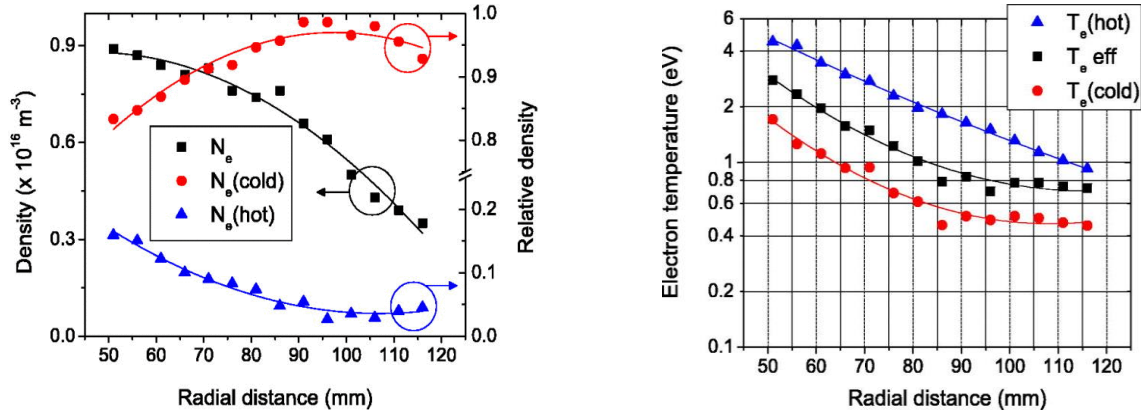 0.9
0.6
0.3
0.0
Density (x 10^16 m^-3)
N_e
N_e(cold)
N_e(hot)
1.0
0.9
0.8
0.2
0.1
0.0
Relative density
50 60 70 80 90 100 110 120
Radial distance (mm)
6
4
2
1
0.8
0.6
0.4
0.2
0.1
Electron temperature (eV)
T_e(hot)
T_e eff
T_e(cold)
50 60 70 80 90 100 110 120
Radial distance (mm)